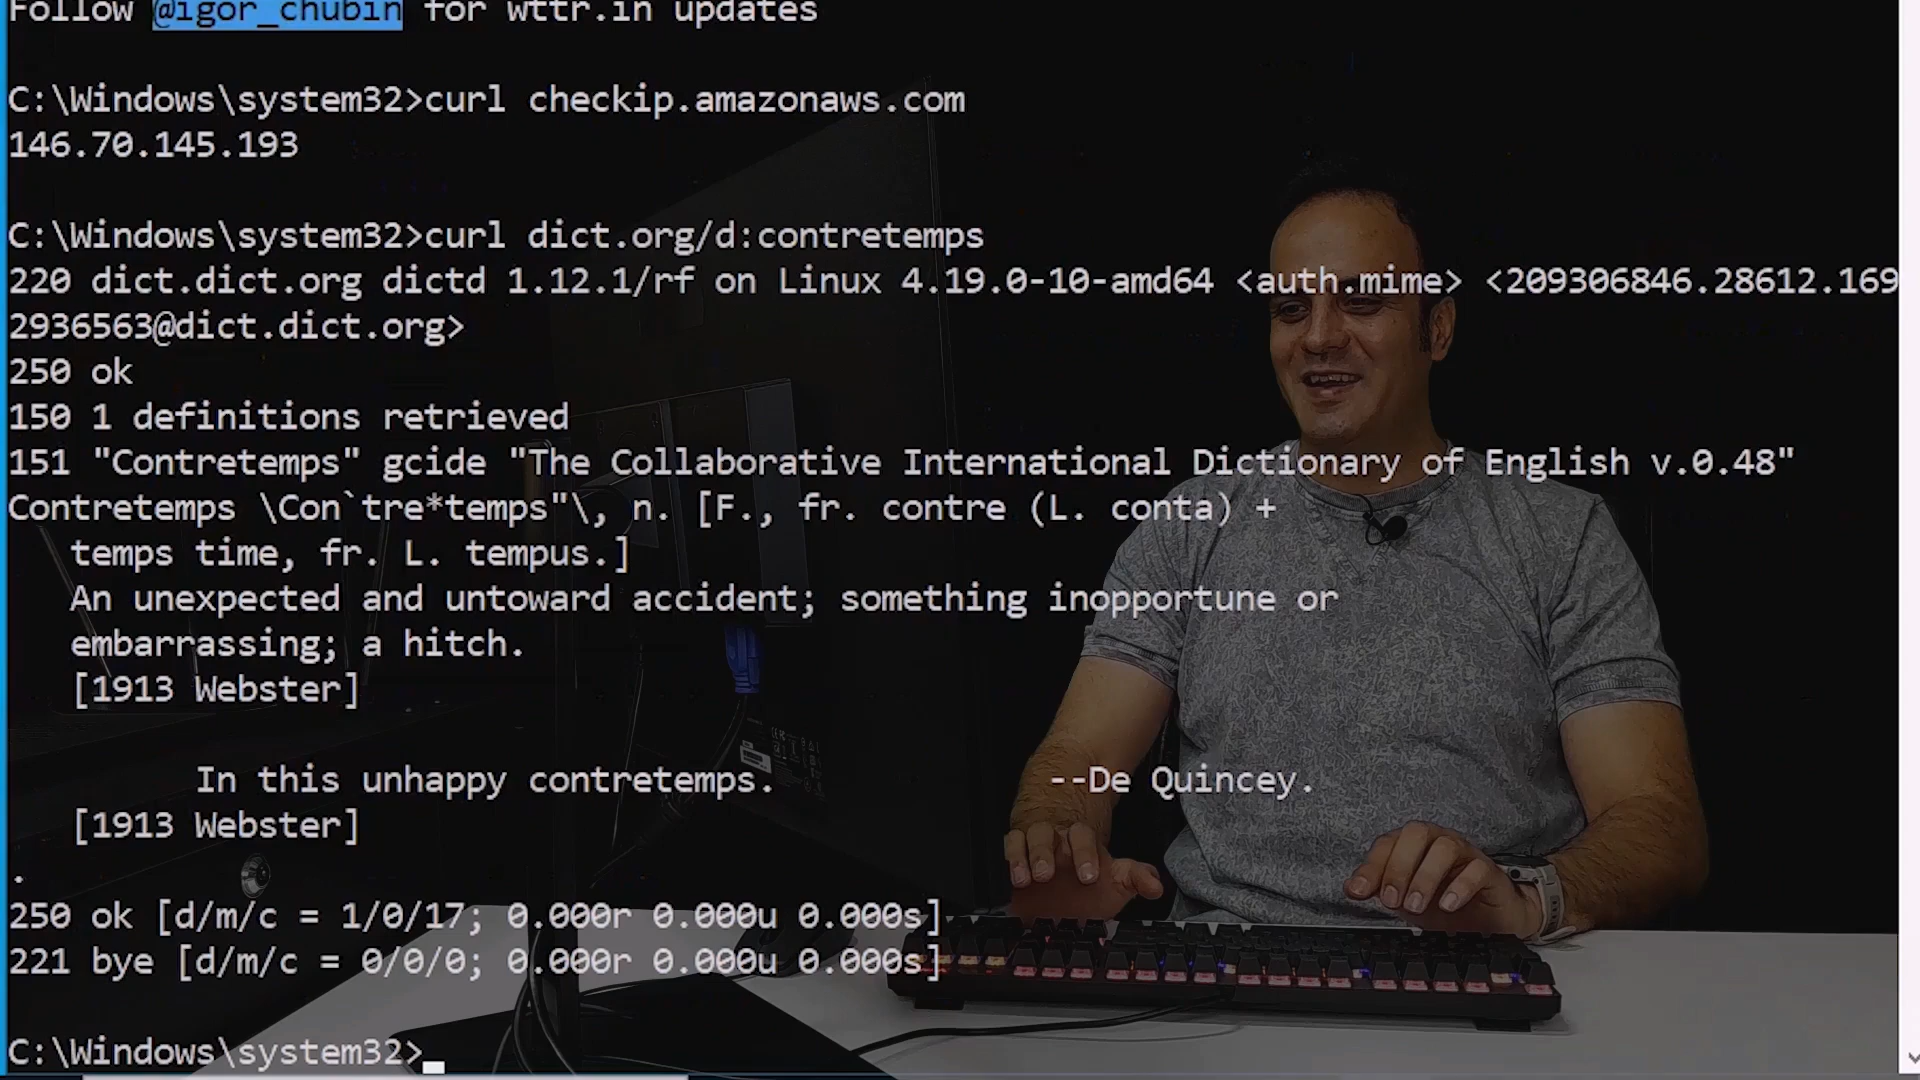 Follow @igor_chubin for wttr.in updates
C:\Windows\system32>curl checkip.amazonaws.com
146.70.145.193
C:\Windows\system32>curl dict.org/d:contretemps
220 dict.dict.org dictd 1.12.1/rf on Linux 4.19.0-10-amd64 <auth.mime> <209306846.28612.169
2936563@dict.dict.org>
250 ok
150 1 definitions retrieved
151 "Contretemps" gcide "The Collaborative International Dictionary of English v.0.48"
Contretemps \Con`tre*temps"\, n. [F., fr. contre (L. conta) +
temps time, fr. L. tempus.]
An unexpected and untoward accident; something inopportune or
embarrassing; a hitch.
[1913 Webster]
In this unhappy contretemps. --De Quincey.
[1913 Webster]
.
250 ok [d/m/c = 1/0/17; 0.000r 0.000u 0.000s]
221 bye [d/m/c = 0/0/0; 0.000r 0.000u 0.000s]
C:\Windows\system32>